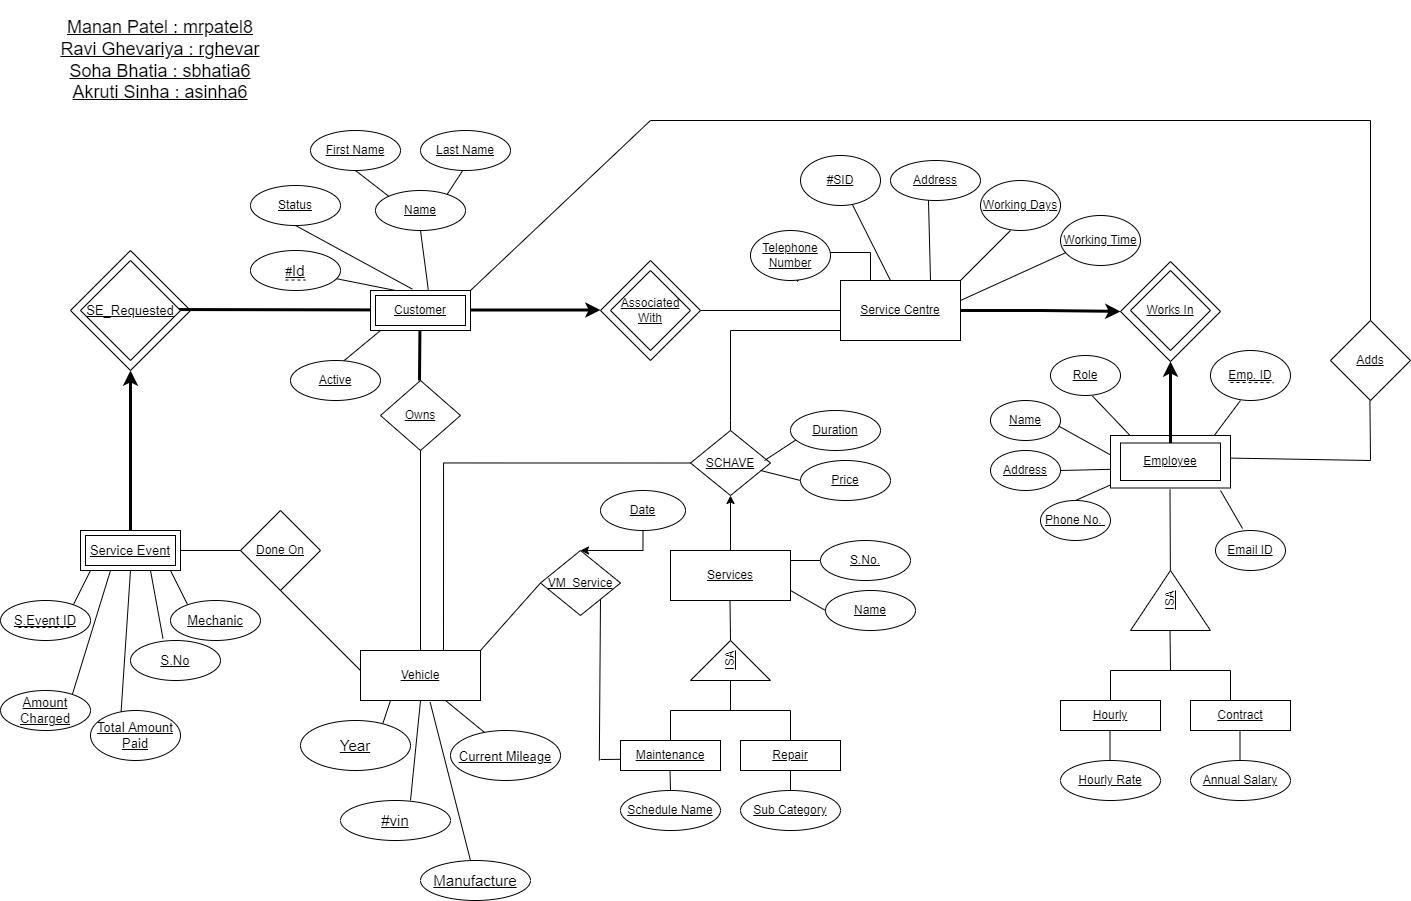 Manan Patel : mrpatel8
Ravi Ghevariya : rghevar
Soha Bhatia : sbhatia6
Akruti Sinha : asinha6
First Name
Last Name
Status
Name
#Id
SE_Requested
Customer
Active
Owns
Associated
With
#SID
Address
Working Days
Working Time
Telephone
Number
Service Centre
Works In
Adds
Role
Emp. ID
Name
Address
Phone No.
Employee
Email ID
Duration
SCHAVE
Price
Date
VM_Service
Services
S.No.
Name
Service Event
Done On
S.Event ID
Mechanic
S.No
Amount
Charged
Total Amount
Paid
Vehicle
Year
Current Mileage
#vin
Manufacture
ISA
Maintenance
Repair
Schedule Name
Sub Category
ISA
Hourly
Contract
Hourly Rate
Annual Salary